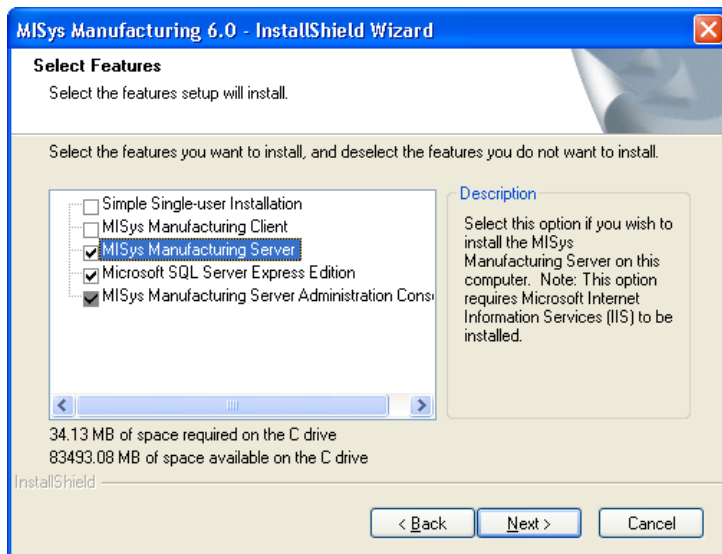 MISys Manufacturing 6.0 - InstallShield Wizard
Select Features
Select the features setup will install.
Select the features you want to install, and deselect the features you do not want to install.
Simple Single-user Installation
MISys Manufacturing Client
MISys Manufacturing Server
Microsoft SQL Server Express Edition
MISys Manufacturing Server Administration Conso
Description
Select this option if you wish to
install the MISys
Manufacturing Server on this
computer. Note: This option
requires Microsoft Internet
Information Services (IIS) to be
installed.
34.13 MB of space required on the C drive
83493.08 MB of space available on the C drive
InstallShield
< Back
Next >
Cancel